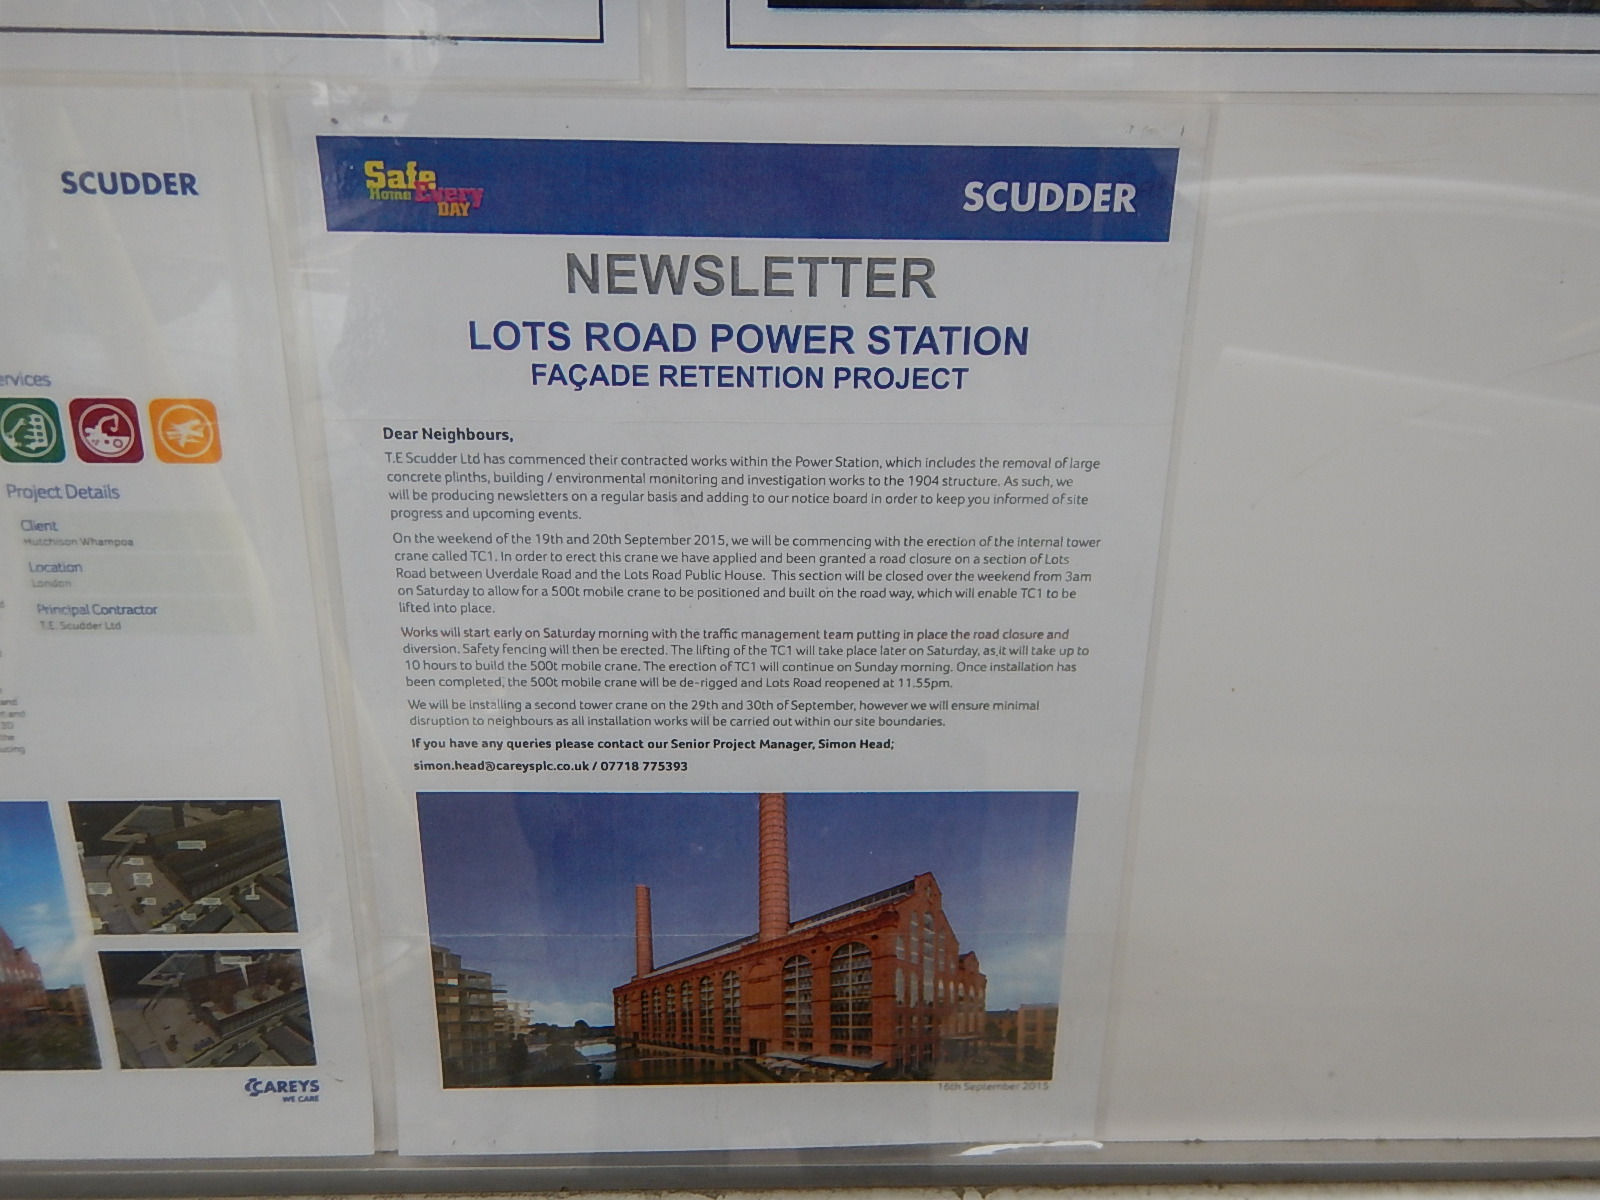 SCUDDER
ervices
Project Details
Client
Hutchison Whampoa
Location
London
Principal Contractor
T.E. Scudder Ltd
and
3D
the
CAREYS
WE CARE
Safe
Home Every
DAY
SCUDDER
NEWSLETTER
LOTS ROAD POWER STATION
FAÇADE RETENTION PROJECT
Dear Neighbours,
T.E Scudder Ltd has commenced their contracted works within the Power Station, which includes the removal of large
concrete plinths, building / environmental monitoring and investigation works to the 1904 structure. As such, we
will be producing newsletters on a regular basis and adding to our notice board in order to keep you informed of site
progress and upcoming events.
On the weekend of the 19th and 20th September 2015, we will be commencing with the erection of the internal tower
crane called TC1. In order to erect this crane we have applied and been granted a road closure on a section of Lots
Road between Uverdale Road and the Lots Road Public House. This section will be closed over the weekend from 3am
on Saturday to allow for a 500t mobile crane to be positioned and built on the road way, which will enable TC1 to be
lifted into place.
Works will start early on Saturday morning with the traffic management team putting in place the road closure and
diversion. Safety fencing will then be erected. The lifting of the TC1 will take place later on Saturday, as it will take up to
10 hours to build the 500t mobile crane. The erection of TC1 will continue on Sunday morning. Once installation has
been completed, the 500t mobile crane will be de-rigged and Lots Road reopened at 11.55pm.
We will be installing a second tower crane on the 29th and 30th of September, however we will ensure minimal
disruption to neighbours as all installation works will be carried out within our site boundaries.
If you have any queries please contact our Senior Project Manager, Simon Head;
simon.head@careysplc.co.uk / 07718 775393
16th September 2015